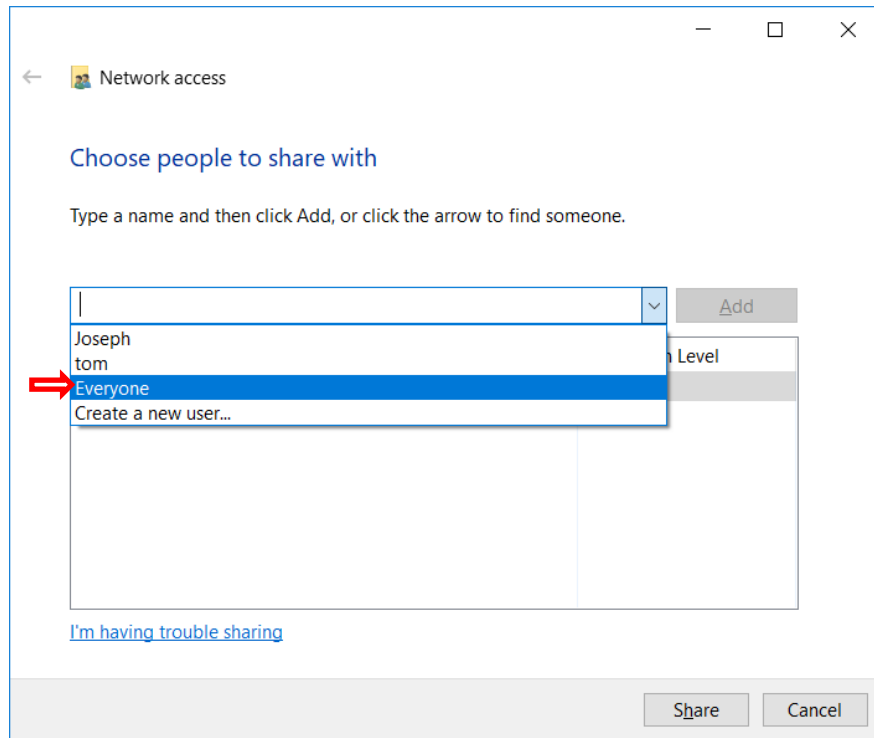 Network access
Choose people to share with
Type a name and then click Add, or click the arrow to find someone.
Add
Joseph
tom
Everyone
Create a new user...
Level
I'm having trouble sharing
Share Cancel